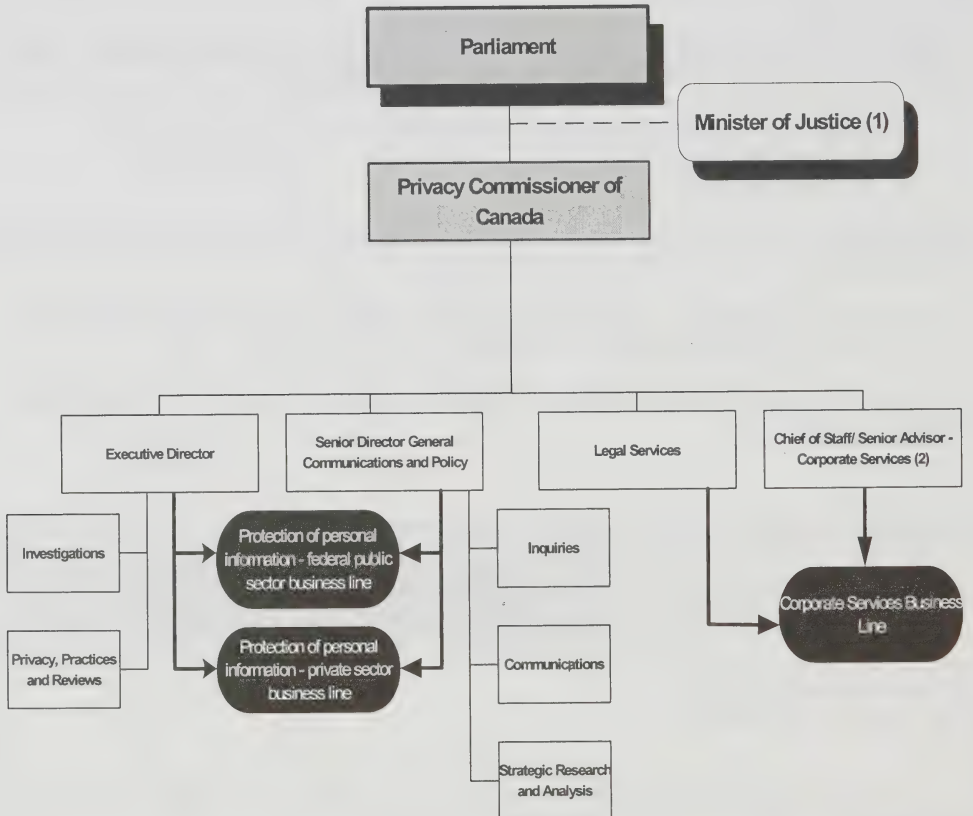 Parliament
Minister of Justice (1)
Privacy Commissioner of
Canada
Executive Director
Senior Director General
Communications and Policy
Legal Services
Chief of Staff/ Senior Advisor -
Corporate Services (2)
Investigations
Protection of personal
information - federal public
sector business line
Inquiries
Corporate Services Business
Line
Privacy, Practices
and Reviews
Protection of personal
information - private sector
business line
Communications
Strategic Research
and Analysis